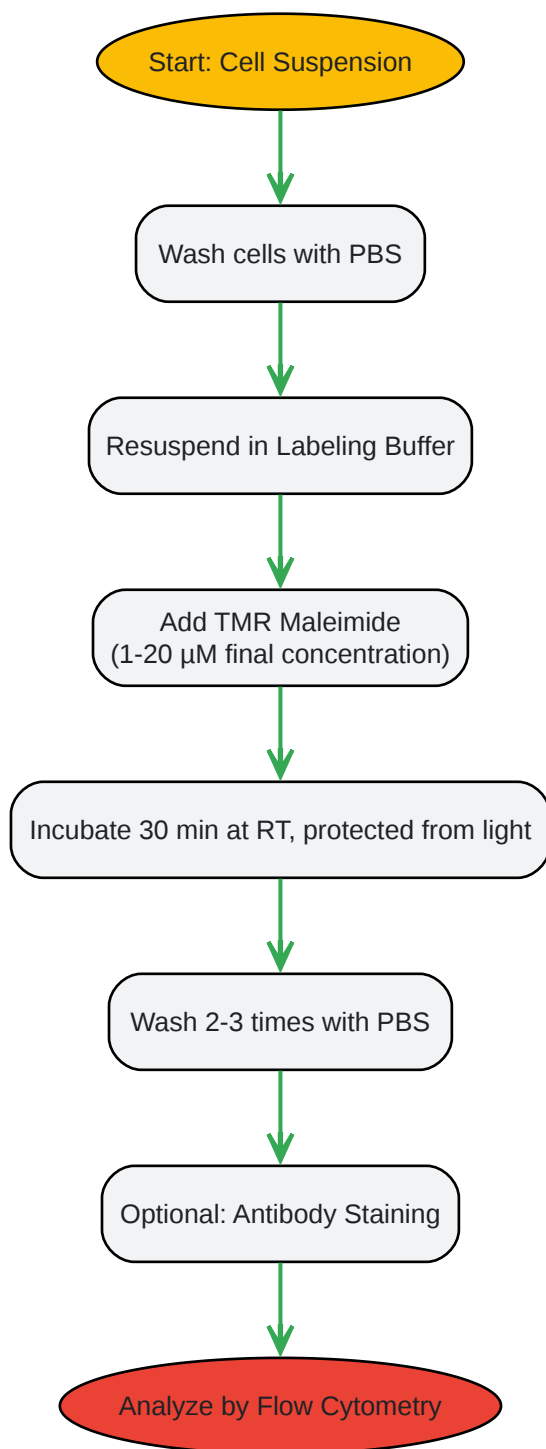 Start: Cell Suspension
Wash cells with PBS
Resuspend in Labeling Buffer
Add TMR Maleimide
(1-20 µM final concentration)
Incubate 30 min at RT, protected from light
Wash 2-3 times with PBS
Optional: Antibody Staining
Analyze by Flow Cytometry